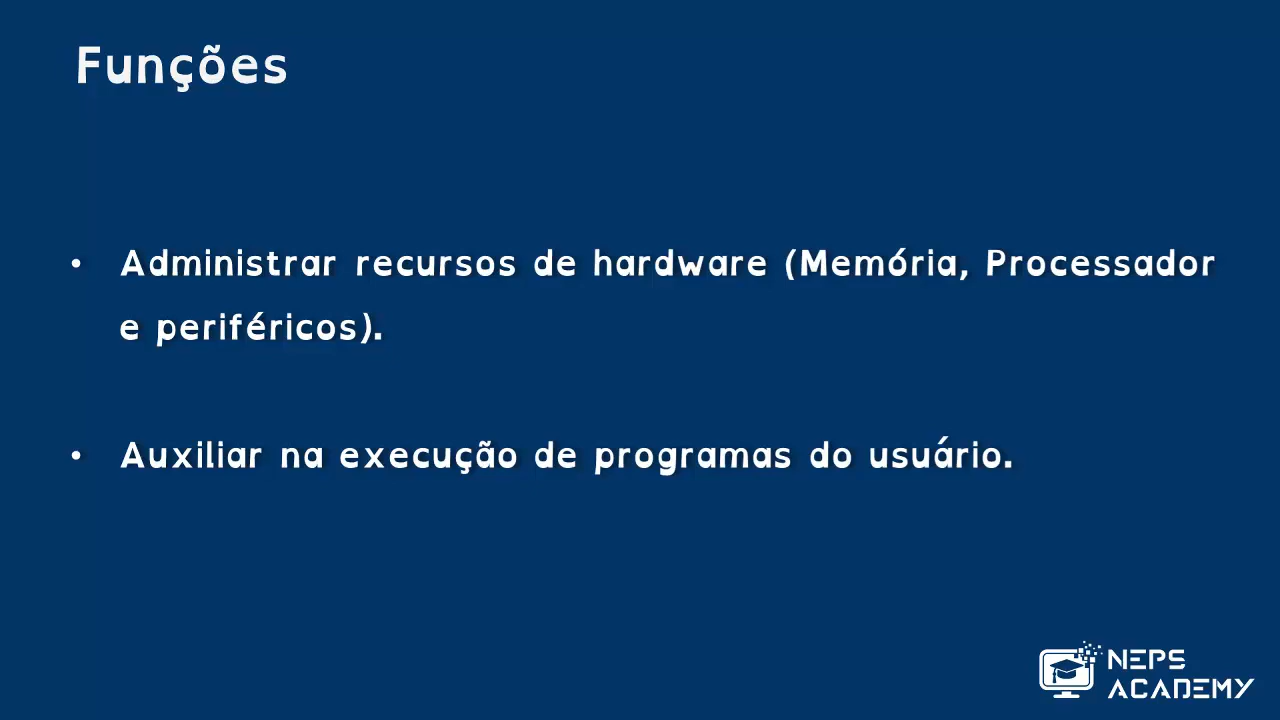 Funções
• Administrar recursos de hardware (Memória, Processador
e periféricos).
• Auxiliar na execução de programas do usuário.
NEPS
ACADEMY